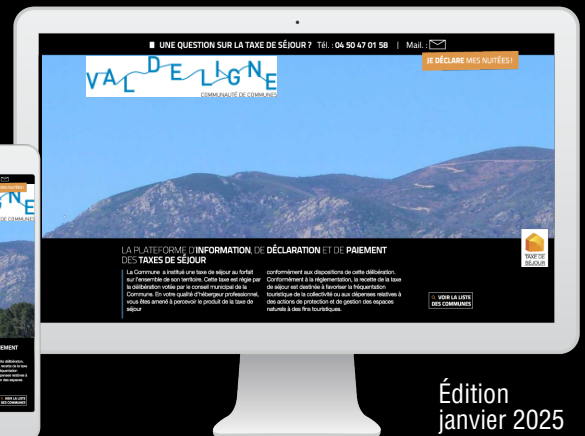 UNE QUESTION SUR LA TAXE DE SÉJOUR ? Tél. : 04 50 47 01 58 | Mail. :
JE DÉCLARE MES NUITÉES !
VAL DE LIGNE
COMMUNAUTÉ DE COMMUNES
LA PLATEFORME D'INFORMATION, DE DÉCLARATION ET DE PAIEMENT
DES TAXES DE SÉJOUR
La Commune a institué une taxe de séjour au forfait
sur l'ensemble de son territoire. Cette taxe est régie par
la délibération votée par le conseil municipal de la
Commune. En votre qualité d'hébergeur professionnel,
vous êtes amené à percevoir le produit de la taxe de
séjour
conformément aux dispositions de cette délibération.
Conformément à la réglementation, la recette de la taxe
de séjour est destinée à favoriser la fréquentation
touristique de la collectivité ou aux dépenses relatives à
des actions de protection et de gestion des espaces
naturels à des fins touristiques.
TAXE DE
SÉJOUR
VOIR LA LISTE
DES COMMUNES
VOIR LA LISTE
DES COMMUNES
Édition
janvier 2025